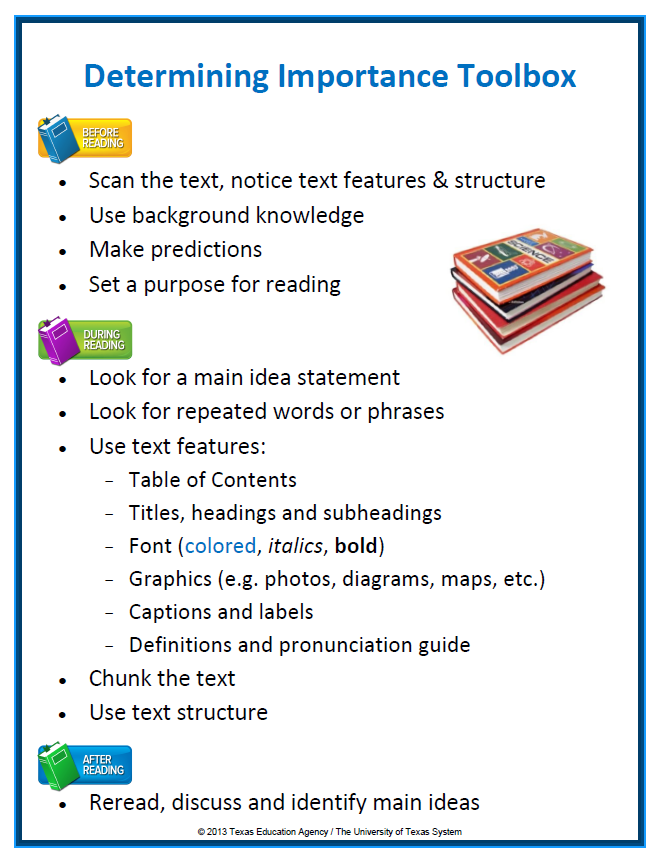 Determining Importance Toolbox
BEFORE
READING
• Scan the text, notice text features & structure
• Use background knowledge
• Make predictions
• Set a purpose for reading
SCIENCE
DURING
READING
• Look for a main idea statement
• Look for repeated words or phrases
• Use text features:
– Table of Contents
– Titles, headings and subheadings
– Font (colored, italics, bold)
– Graphics (e.g. photos, diagrams, maps, etc.)
– Captions and labels
– Definitions and pronunciation guide
• Chunk the text
• Use text structure
AFTER
READING
• Reread, discuss and identify main ideas
© 2013 Texas Education Agency / The University of Texas System